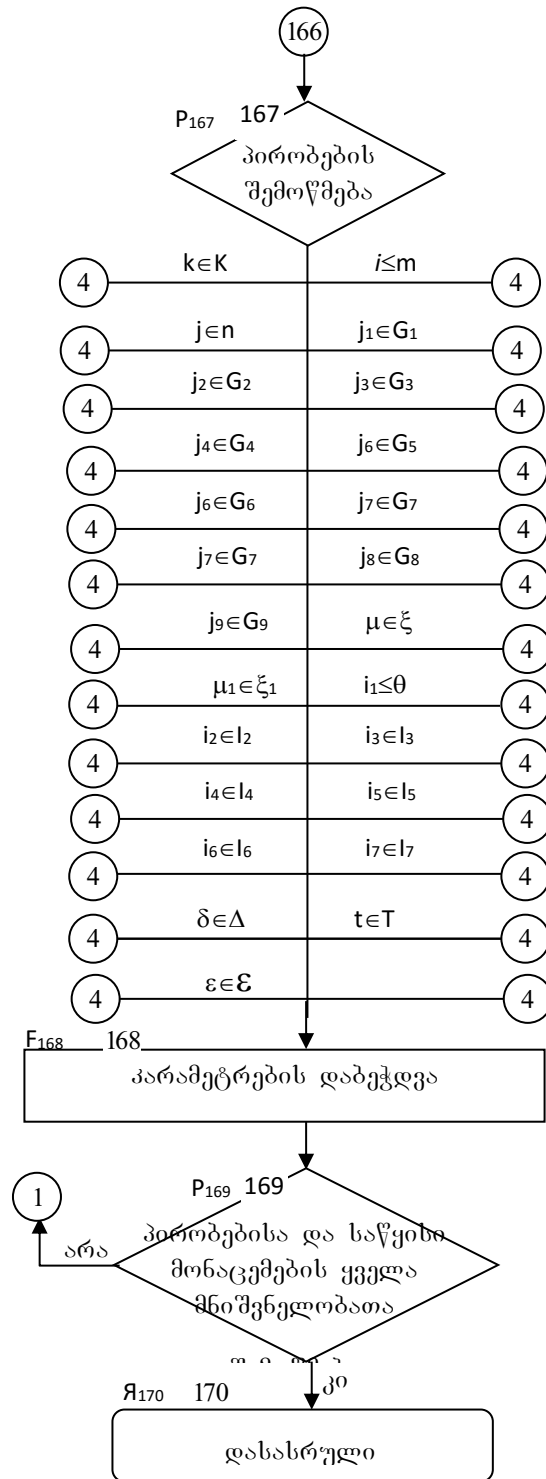 166
P₁₆₇ 167
პირობების
შემოწმება
4 k∈K i≤m 4
4 j∈n j₁∈G₁ 4
4 j₂∈G₂ j₃∈G₃ 4
4 j₄∈G₄ j₆∈G₅ 4
4 j₆∈G₆ j₇∈G₇ 4
4 j₇∈G₇ j₈∈G₈ 4
4 j₉∈G₉ μ∈ξ 4
4 μ₁∈ξ₁ i₁≤θ 4
4 i₂∈I₂ i₃∈I₃ 4
4 i₄∈I₄ i₅∈I₅ 4
4 i₆∈I₆ i₇∈I₇ 4
4 δ∈Δ t∈T 4
4 ε∈Ɛ 4
F₁₆₈ 168
პარამეტრების დაბეჭდვა
1 P₁₆₉ 169
არა პირობებისა და საწყისი
მონაცემების ყველა
მნიშვნელობათა
კი
Я₁₇₀ 170
დასასრული